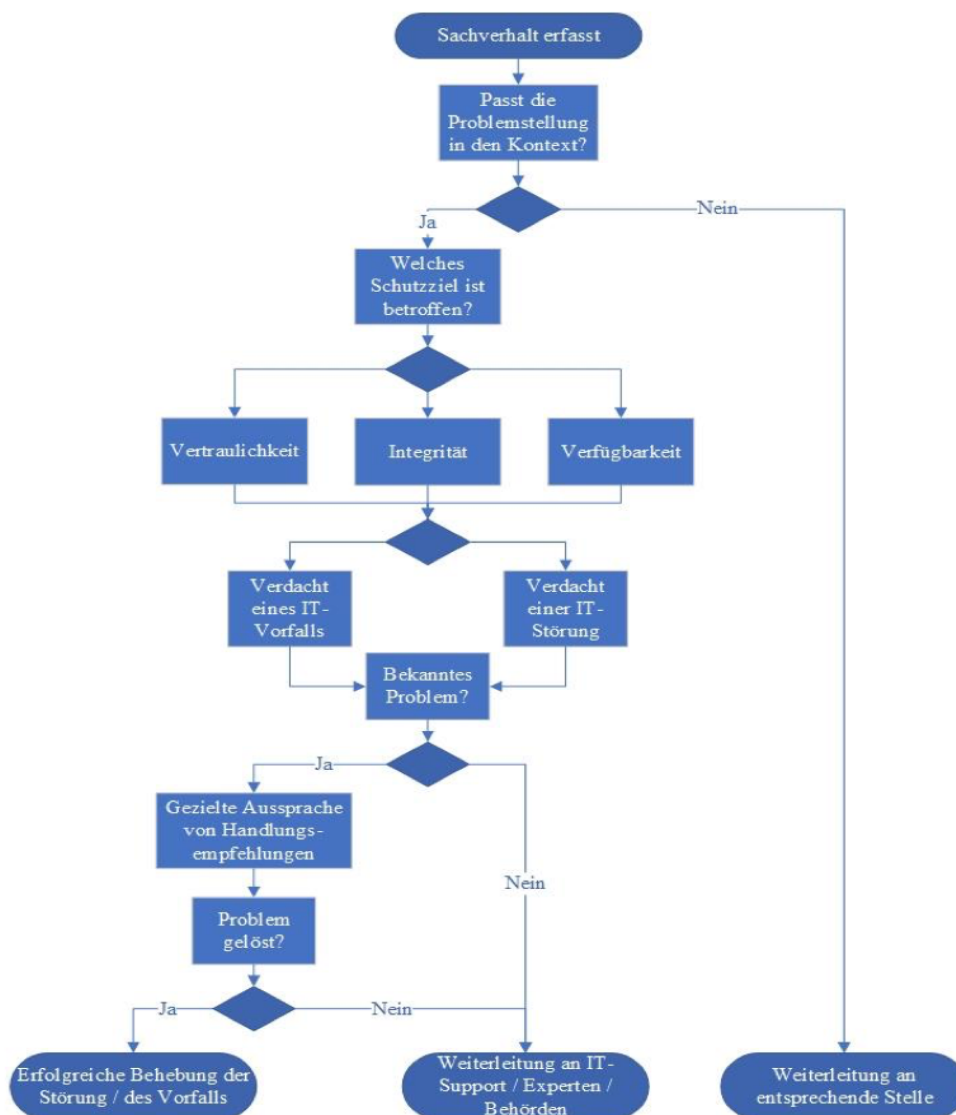 Sachverhalt erfasst
Passt die
Problemstellung
in den Kontext?
Nein
Ja
Welches
Schutzziel ist
betroffen?
Vertraulichkeit
Integrität
Verfügbarkeit
Verdacht
eines IT-
Vorfalls
Verdacht
einer IT-
Störung
Bekanntes
Problem?
Ja
Gezielte Aussprache
von Handlungs-
empfehlungen
Nein
Problem
gelöst?
Ja
Nein
Erfolgreiche Behebung der
Störung / des Vorfalls
Weiterleitung an IT-
Support / Experten /
Behörden
Weiterleitung an
entsprechende Stelle